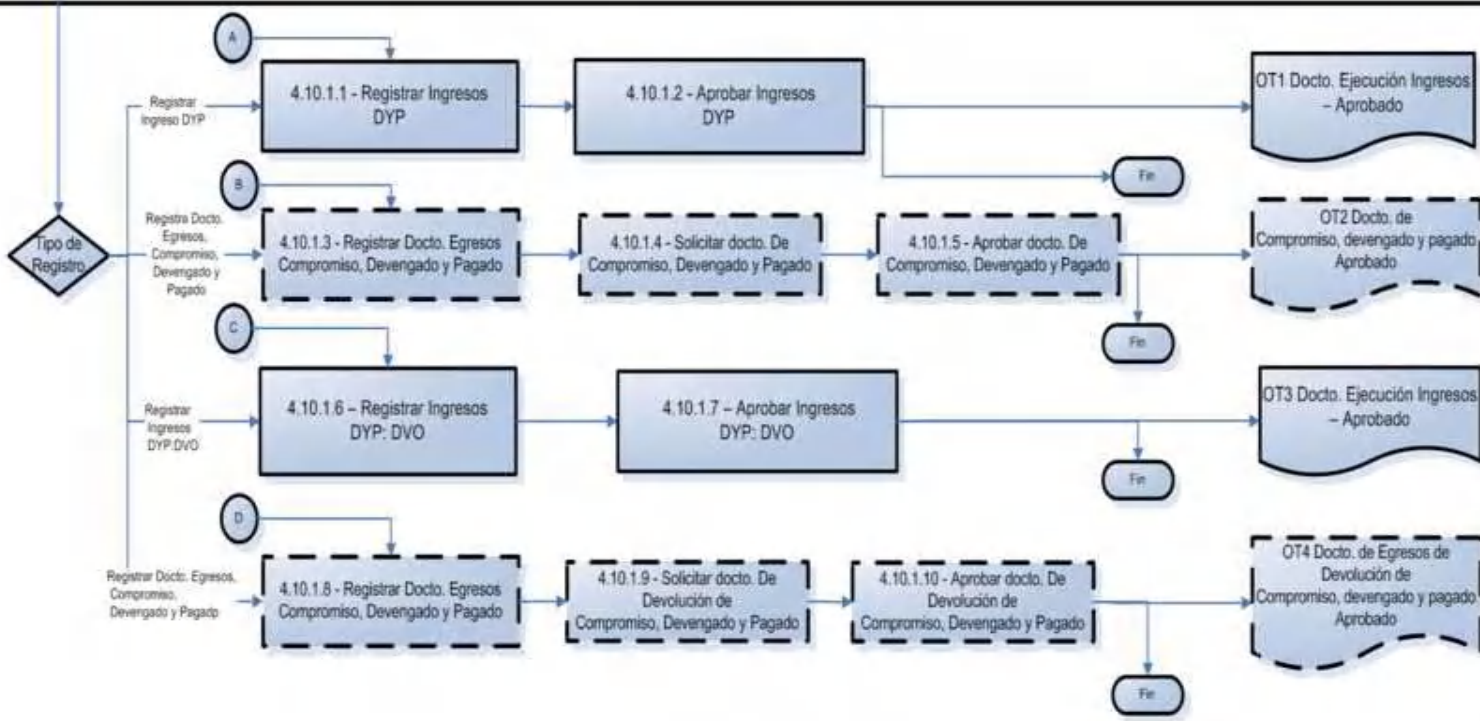 A
Registrar
Ingreso DYP
4.10.1.1 - Registrar Ingresos
DYP
4.10.1.2 - Aprobar Ingresos
DYP
OT1 Docto. Ejecución Ingresos
– Aprobado
Fin
Tipo de
Registro
B
Registra Docto.
Egresos,
Compromiso,
Devengado y
Pagado
4.10.1.3 - Registrar Docto. Egresos
Compromiso, Devengado y Pagado
4.10.1.4 - Solicitar docto. De
Compromiso, Devengado y Pagado
4.10.1.5 - Aprobar docto. De
Compromiso, Devengado y Pagado
OT2 Docto. de
Compromiso, devengado y pagado
Aprobado
Fin
C
Registrar
Ingresos
DYP:DVO
4.10.1.6 – Registrar Ingresos
DYP: DVO
4.10.1.7 – Aprobar Ingresos
DYP: DVO
OT3 Docto. Ejecución Ingresos
– Aprobado
Fin
D
Registrar Docto. Egresos,
Compromiso,
Devengado y Pagadp
4.10.1.8 - Registrar Docto. Egresos
Compromiso, Devengado y Pagado
4.10.1.9 - Solicitar docto. De
Devolución de
Compromiso, Devengado y Pagado
4.10.1.10 - Aprobar docto. De
Devolución de
Compromiso, Devengado y Pagado
OT4 Docto. de Egresos de
Devolución de
Compromiso, devengado y pagado
Aprobado
Fin